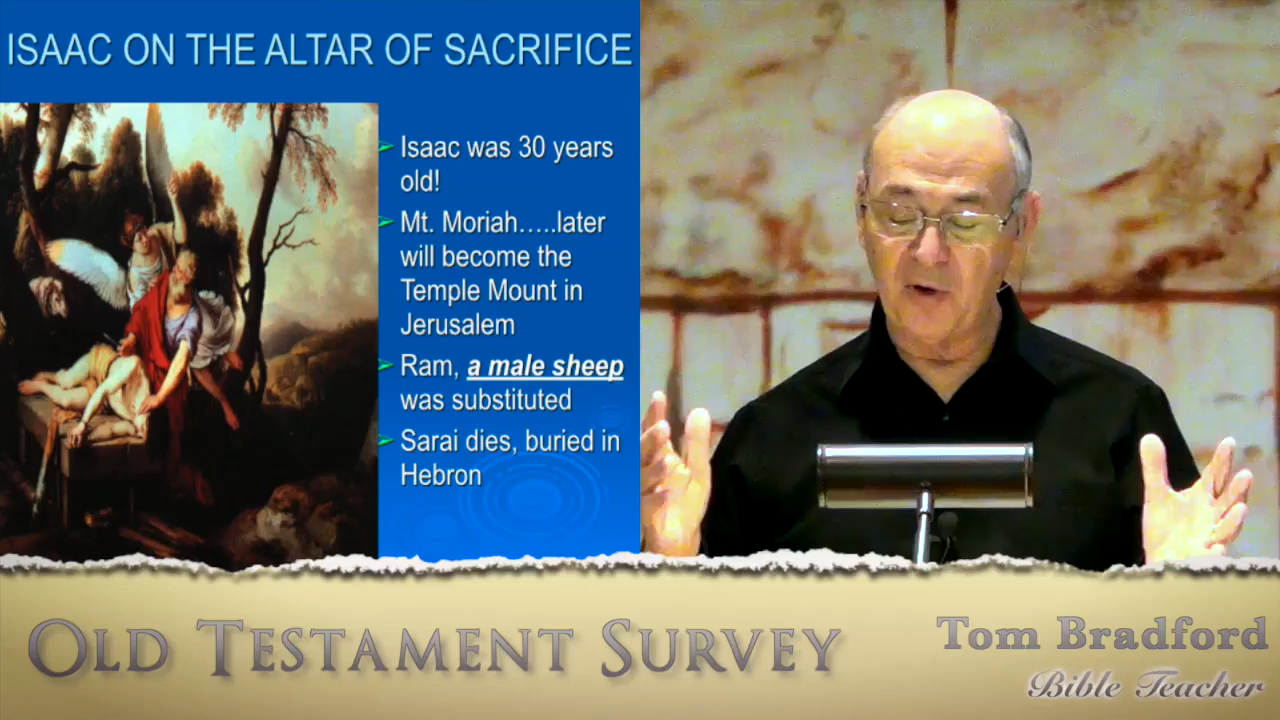 ISAAC ON THE ALTAR OF SACRIFICE
Isaac was 30 years
old!
Mt. Moriah.....later
will become the
Temple Mount in
Jerusalem
Ram, a male sheep
was substituted
Sarai dies, buried in
Hebron
OLD TESTAMENT SURVEY
Tom Bradford
Bible Teacher